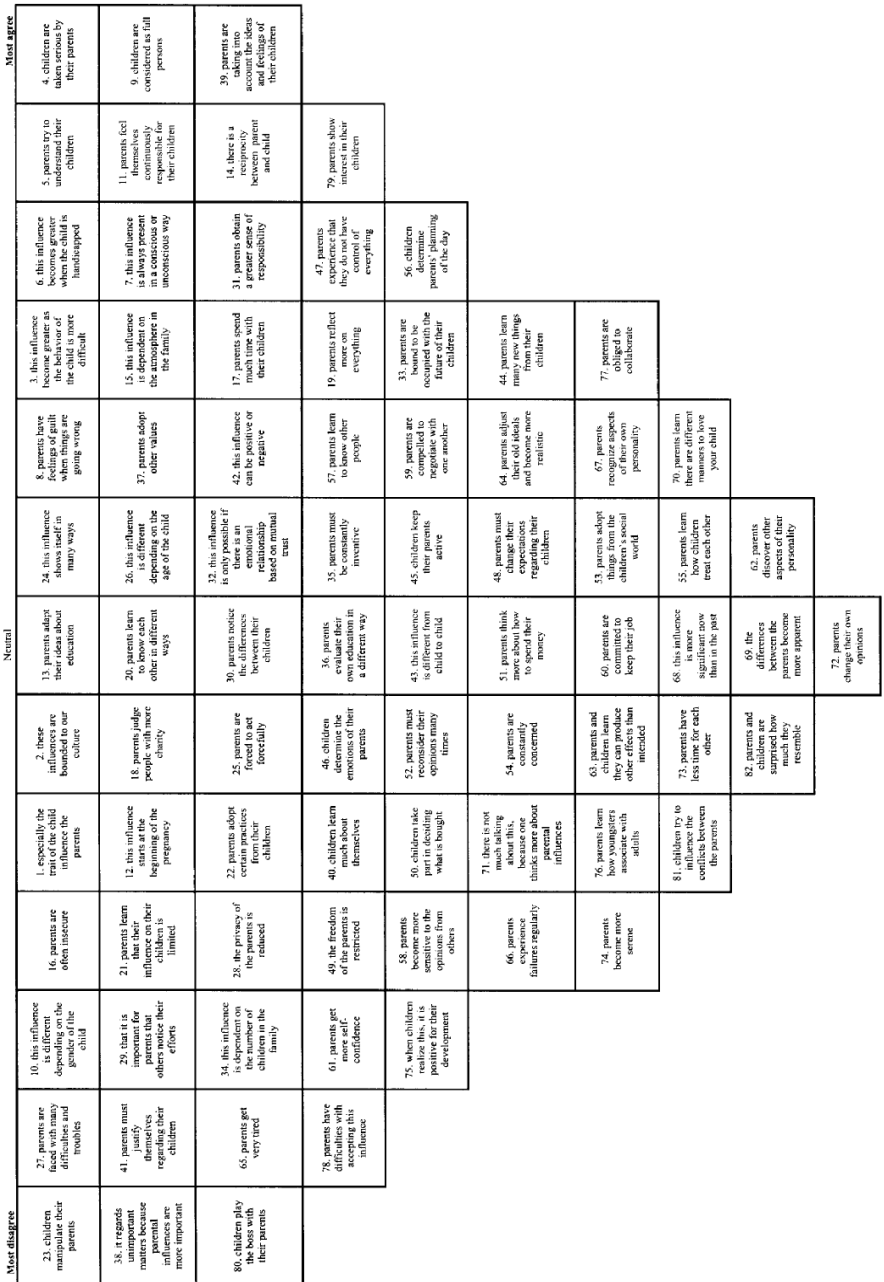 Most disagree
Neutral
Most agree
23. children
manipulate their
parents
27. parents are
faced with many
difficulties and
troubles
10. this influence
is different
depending on the
gender of the
child
16. parents are
often insecure
1. especially the
trait of the child
influence the
parents
2. these
influences are
bounded to our
culture
13. parents adapt
their ideas about
education
24. this influence
shows itself in
many ways
8. parents have
feelings of guilt
when things are
going wrong
3. this influence
become greater as
the behavior of
the child is more
difficult
6. this influence
becomes greater
when the child is
handicapped
5. parents try to
understand their
children
4. children are
taken serious by
their parents
38. it regards
unimportant
matters because
parental
influences are
more important
41. parents must
justify
themselves
regarding their
children
29. that it is
important for
parents that
others notice their
efforts
21. parents learn
that their
influence on their
children is
limited
12. this influence
starts at the
beginning of the
pregnancy
18. parents judge
people with more
charity
20. parents learn
to know each
other in different
ways
26. this influence
is different
depending on the
age of the child
37. parents adopt
other values
15. this influence
is dependent on
the atmosphere in
the family
7. this influence
is always present
in a conscious or
unconscious way
11. parents feel
themselves
continuously
responsible for
their children
9. children are
considered as full
persons
80. children play
the boss with
their parents
65. parents get
very tired
34. this influence
is dependent on
the number of
children in the
family
28. the privacy of
the parents is
reduced
22. parents adopt
certain practices
from their
children
25. parents are
forced to act
forcefully
30. parents notice
the differences
between their
children
32. this influence
is only possible if
there is an
emotional
relationship
based on mutual
trust
42. this influence
can be positive or
negative
17. parents spend
much time with
their children
31. parents obtain
a greater sense of
responsibility
14. there is a
reciprocity
between parent
and child
39. parents are
taking into
account the ideas
and feelings of
their children
78. parents have
difficulties with
accepting this
influence
61. parents get
more self-
confidence
49. the freedom
of the parents is
restricted
40. children learn
much about
themselves
46. children
determine the
emotions of their
parents
36. parents
evaluate their
own education in
a different way
35. parents must
be constantly
inventive
57. parents learn
to know other
people
19. parents reflect
more on
everything
47. parents
experience that
they do not have
control of
everything
79. parents show
interest in their
children
75. when children
realize this, it is
positive for their
development
58. parents
become more
sensitive to the
opinions from
others
50. children take
part in deciding
what is bought
52. parents must
reconsider their
opinions many
times
43. this influence
is different from
child to child
45. children keep
their parents
active
59. parents are
compelled to
negotiate with
one another
33. parents are
bound to be
occupied with the
future of their
children
56. children
determine
parents' planning
of the day
66. parents
experience
failures regularly
71. there is not
much talking
about this,
because one
thinks more about
parental
influences
54. parents are
constantly
concerned
51. parents think
more about how
to spend their
money
48. parents must
change their
expectations
regarding their
children
64. parents adjust
their old ideals
and become more
realistic
44. parents learn
many new things
from their
children
74. parents
become more
serene
76. parents learn
how youngsters
associate with
adults
63. parents and
children learn
they can produce
other effects than
intended
60. parents are
committed to
keep their job
53. parents adopt
things from the
children's social
world
67. parents
recognize aspects
of their own
personality
77. parents are
obliged to
collaborate
81. children try to
influence the
conflicts between
the parents
73. parents have
less time for each
other
68. this influence
is more
significant now
than in the past
55. parents learn
how children
treat each other
70. parents learn
there are different
manners to love
your child
82. parents and
children are
surprised how
much they
resemble
69. the
differences
between the
parents become
more apparent
62. parents
discover other
aspects of their
personality
72. parents
change their own
opinions